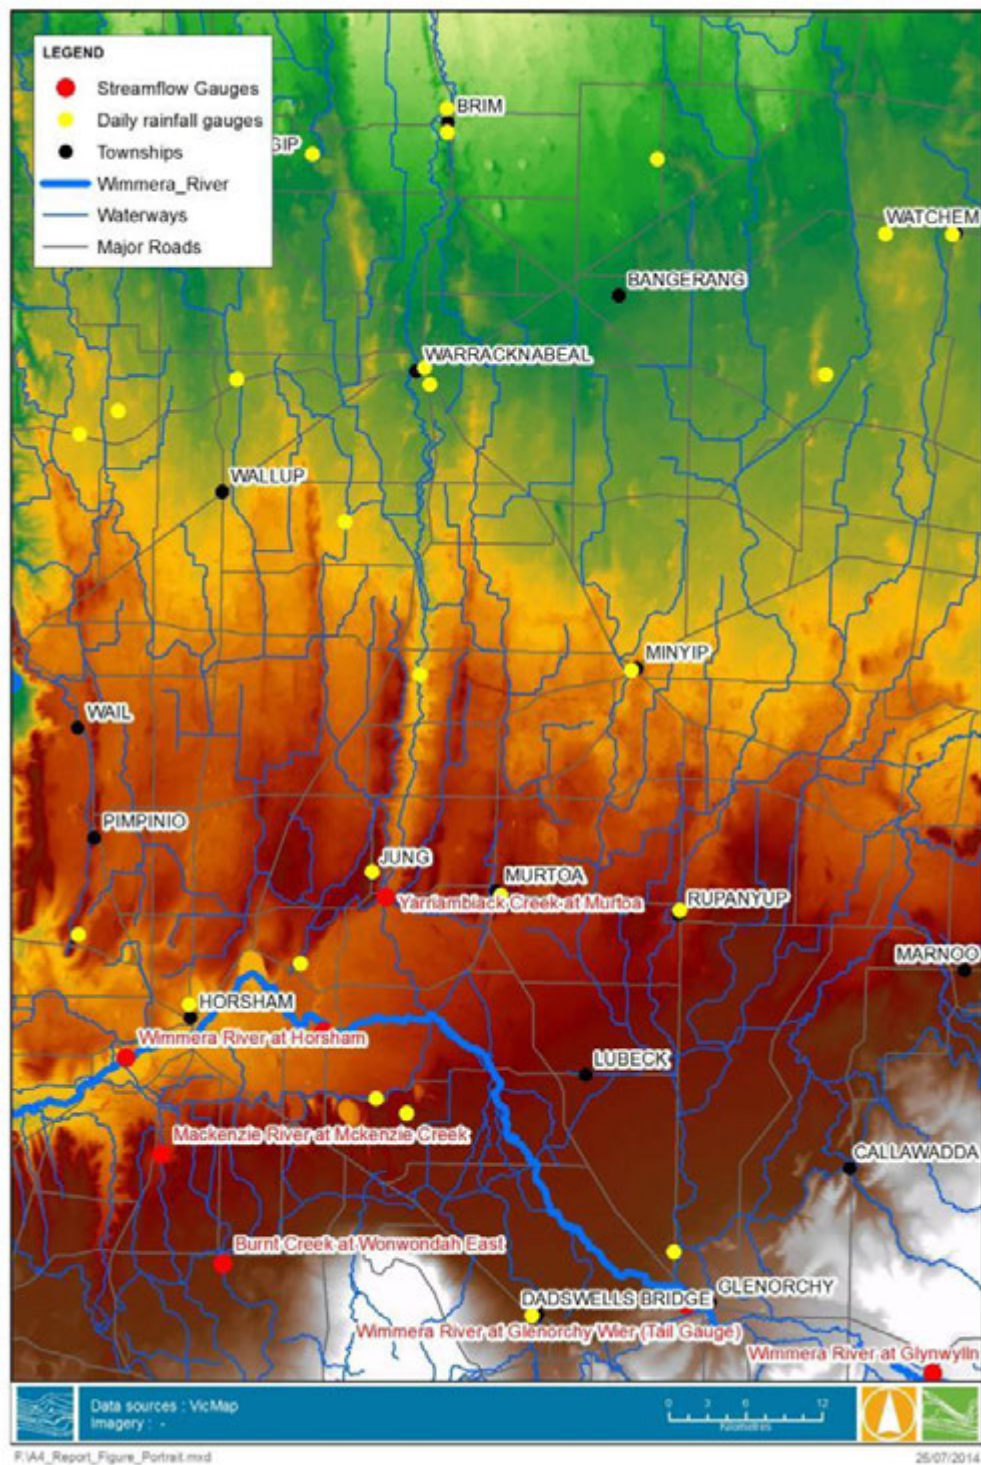 LEGEND
Streamflow Gauges
Daily rainfall gauges
Townships
Wimmera_River
Waterways
Major Roads
BRIM
GIP
WATCHEM
BANGERANG
WARRACKNABEAL
WALLUP
MINYIP
WAIL
PIMPINIO
JUNG
MURTOA
Yarriambiack Creek at Murtoa
RUPANYUP
MARNOO
HORSHAM
Wimmera River at Horsham
LUBECK
Mackenzie River at Mckenzie Creek
CALLAWADDA
Burnt Creek at Wonwondah East
GLENORCHY
DADSWELLS BRIDGE
Wimmera River at Glenorchy Wier (Tail Gauge)
Wimmera River at Glynwylln
Data sources : VicMap
Imagery : -
0 3 6 12
Kilometres
F:\A4_Report_Figure_Portrait.mxd
25/07/2014